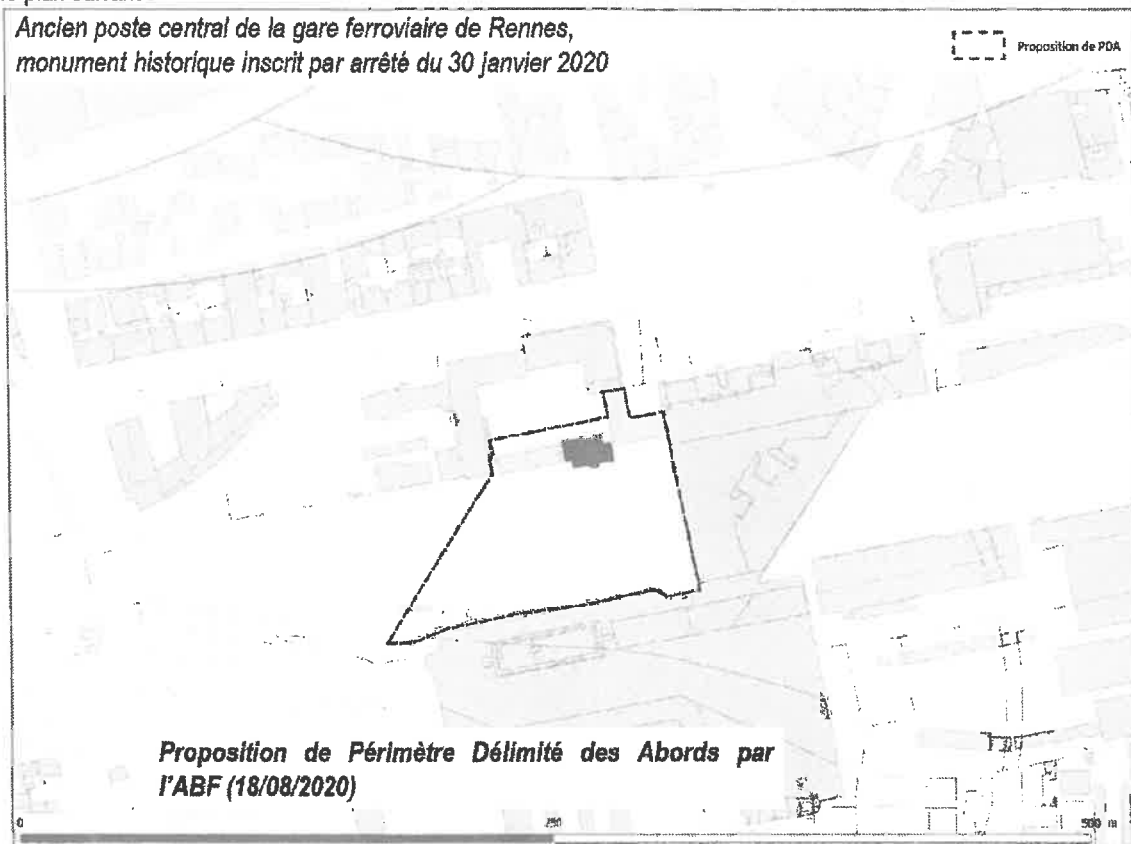 Ancien poste central de la gare ferroviaire de Rennes,
monument historique inscrit par arrêté du 30 janvier 2020
Proposition de PDA
Proposition de Périmètre Délimité des Abords par
l'ABF (18/08/2020)
0 250 500 m